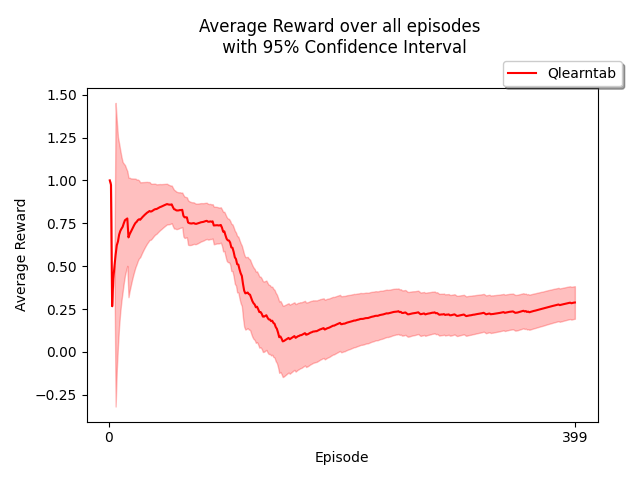 Average Reward over all episodes
with 95% Confidence Interval
Qlearntab
1.50
1.25
1.00
0.75
0.50
0.25
0.00
−0.25
Average Reward
0
399
Episode